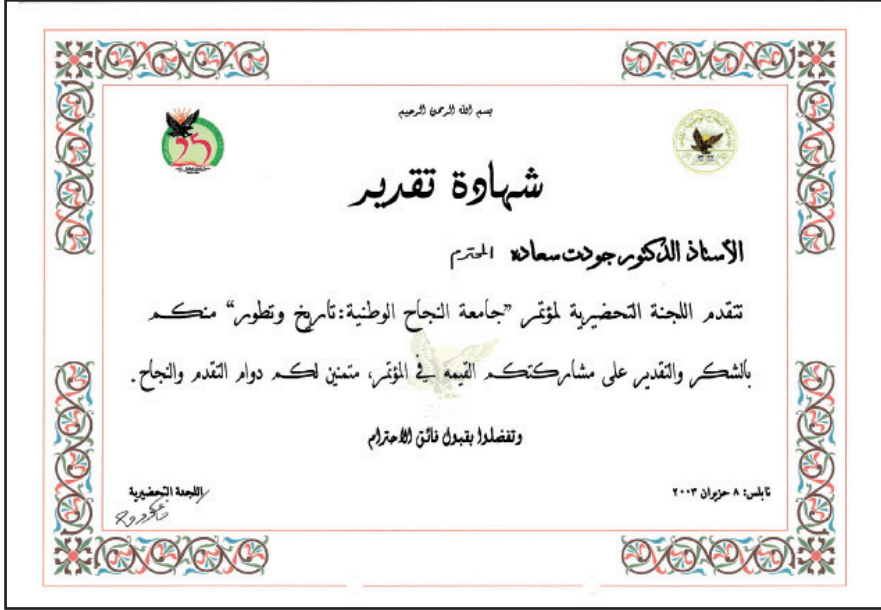 بسم الله الرحمن الرحيم
شهادة تقدير
الأستاذ الدكتور جودت سعاده المحترم
تتقدم اللجنة التحضيرية لمؤتمر "جامعة النجاح الوطنية: تاريخ وتطور" منكم
بالشكر والتقدير على مشاركتكم القيمه في المؤتمر، متمنين لكم دوام التقدم والنجاح.
وتفضلوا بقبول فائق الاحترام
نابلس: ٨ حزيران ٢٠٠٣
اللجنة التحضيرية